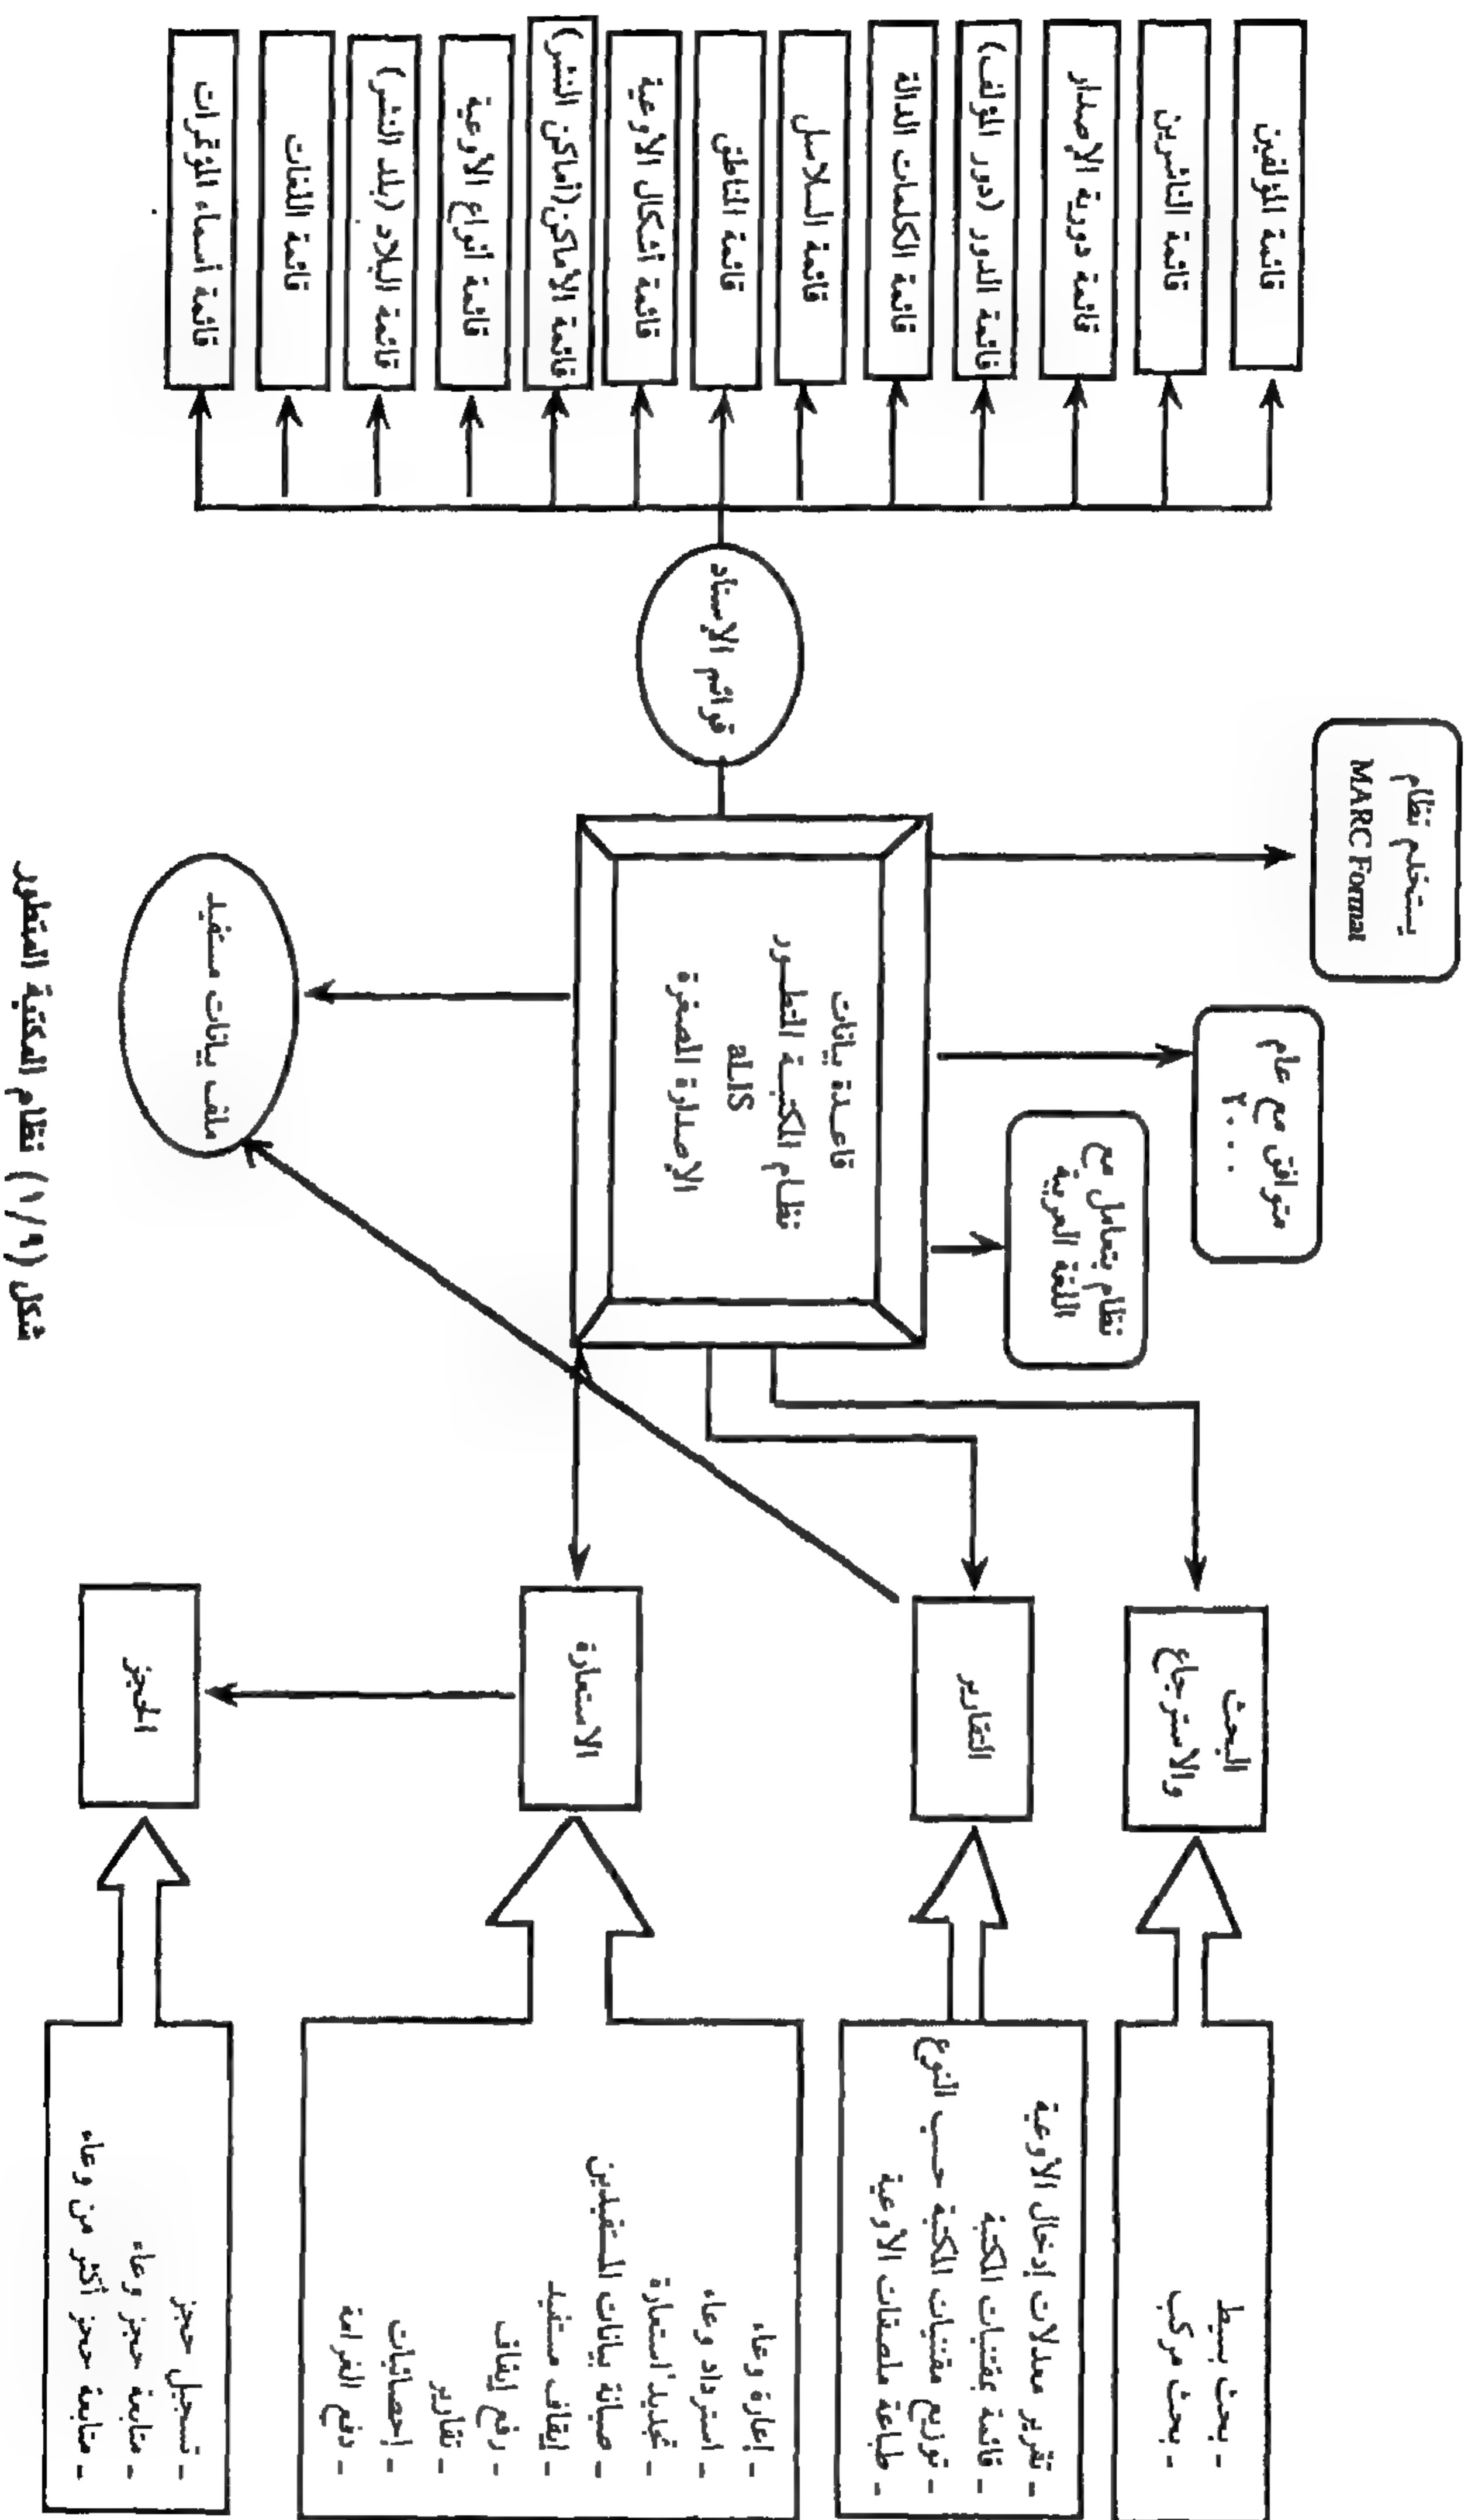 يستخدم نظام
MARC Format
متوافق مع عام
٢٠٠٠
نظام يتعامل مع
اللغة العربية
البحث
والاسترجاع
- بحث بسيط
- بحث مركب
التقارير
- تقرير معدلات إدخال الأوعية
- قائمة بمقتنيات المكتبة
- توزيع مقتنيات المكتبة حسب النوع
- طباعة ملصقات الأوعية
الاستعارة
- إعارة وعاء
- استرداد وعاء
- تجديد استعارة
- صيانة بيانات المستفيدين
- إيقاف مستفيد
- رفع إيقاف
- تقارير
- إحصائيات
- دفع الغرامة
الحجز
- تسجيل حجز
- متابعة حجز وعاء
- متابعة حجز أكثر من وعاء
قاعدة بيانات
نظام المكتبة المطور
aLIS
الإصدارة المصغرة
ملف بيانات مستفيد
قوائم الإسناد
قائمة المؤلفين
قائمة الناشرين
قائمة دورية الإصدار
قائمة الدور (دور المؤلف)
قائمة الكلمات الدالة
قائمة السلاسل
قائمة المناطق
قائمة أشكال الأوعية
قائمة الأماكن (أماكن النشر)
قائمة أنواع الأوعية
قائمة البلاد (بلد النشر)
قائمة اللغات
قائمة أسماء المؤتمرات
شكل (١/٩) نظام المكتبة المتطور